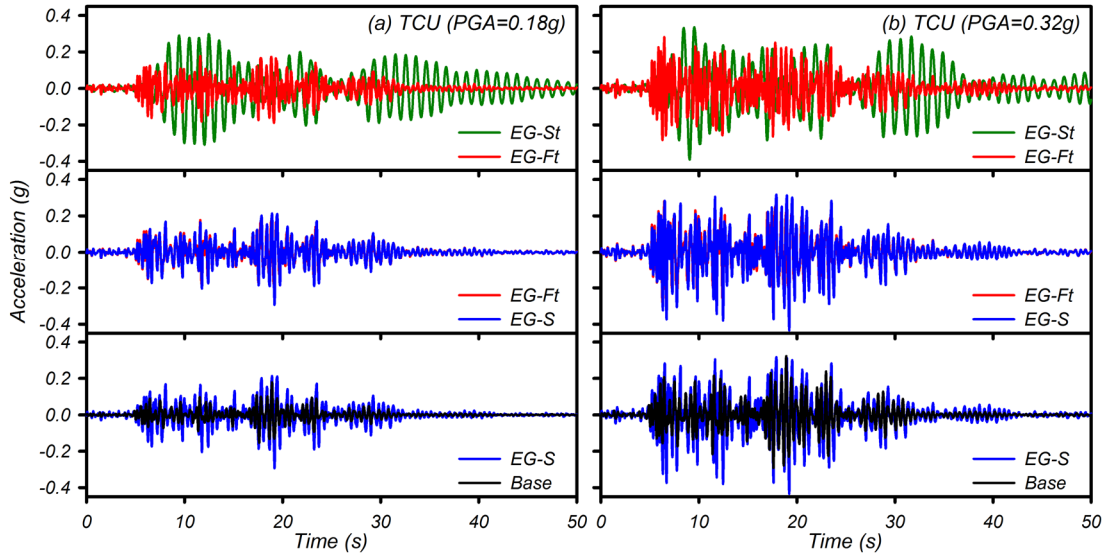 (a) TCU (PGA=0.18g)
(b) TCU (PGA=0.32g)
0.4
0.2
0.0
-0.2
-0.4
EG-St
EG-Ft
EG-St
EG-Ft
Acceleration (g)
0.4
0.2
0.0
-0.2
-0.4
EG-Ft
EG-S
EG-Ft
EG-S
0.2
0.0
-0.2
-0.4
EG-S
Base
EG-S
Base
0 10 20 30 40 50
0 10 20 30 40 50
Time (s)
Time (s)